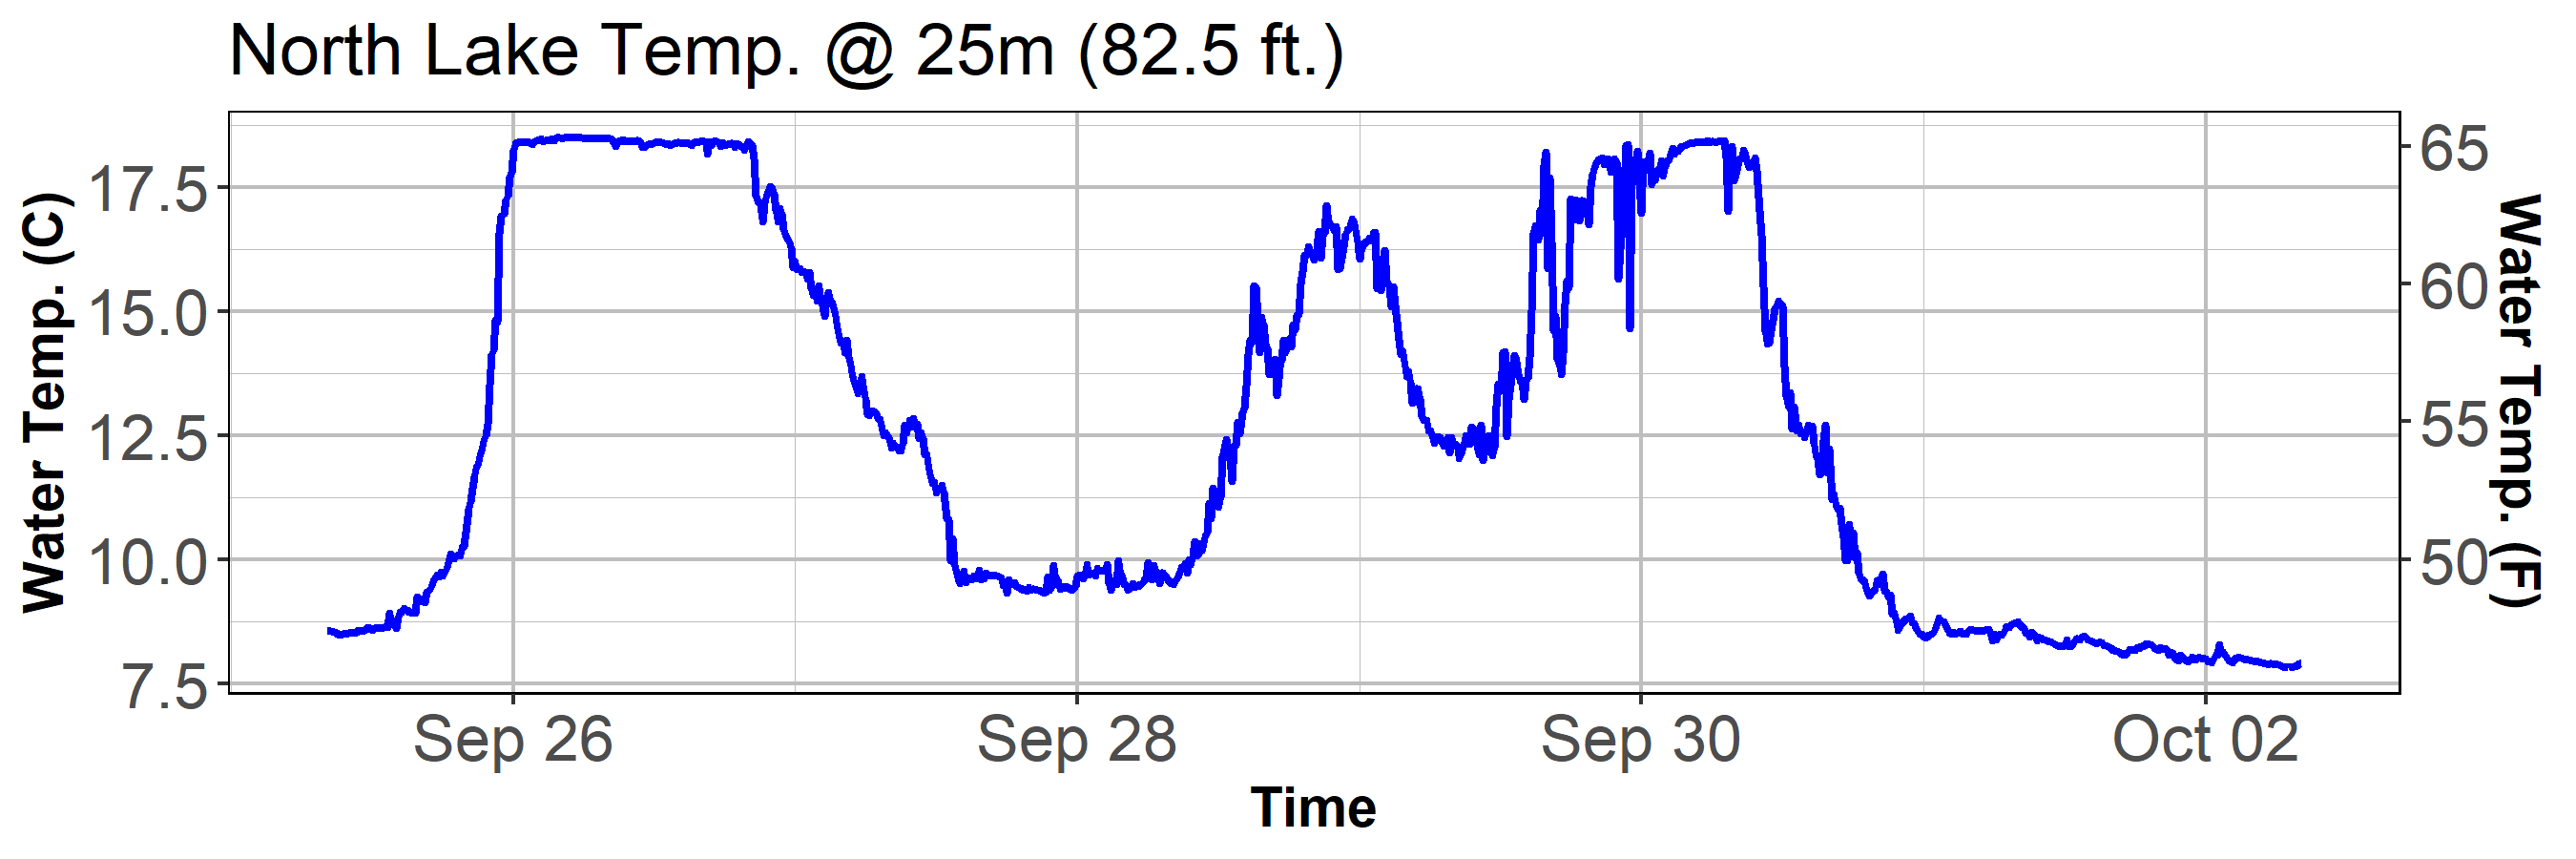 North Lake Temp. @ 25m (82.5 ft.)
Water Temp. (C)
17.5
15.0
12.5
10.0
7.5
65
60
55
50
Water Temp. (F)
Sep 26 Sep 28 Sep 30 Oct 02
Time